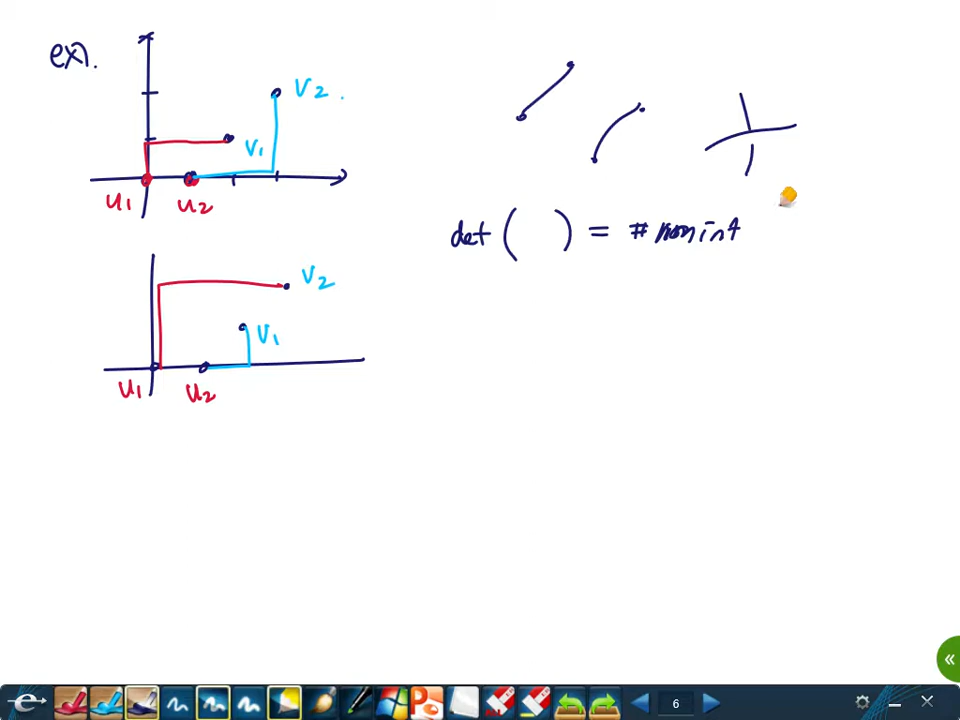 ex).
V2
V1
u1 u2
det( ) = # nonint
V2
V1
u1 u2
6